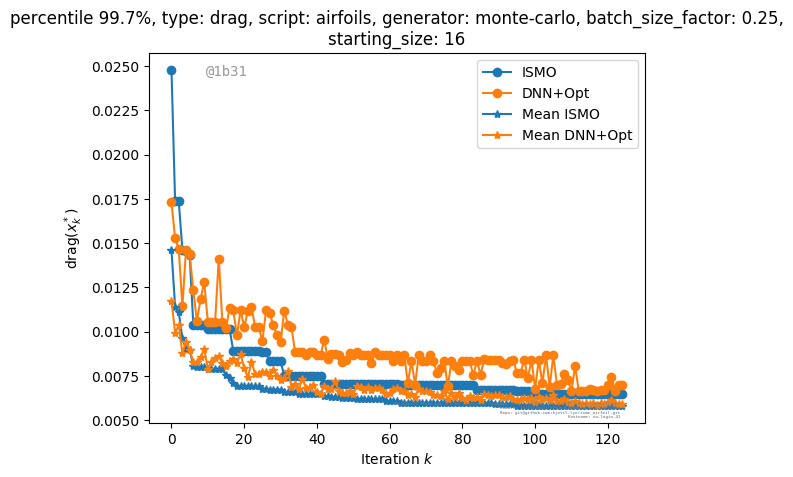 percentile 99.7%, type: drag, script: airfoils, generator: monte-carlo, batch_size_factor: 0.25,
starting_size: 16
@1b31
ISMO
DNN+Opt
Mean ISMO
Mean DNN+Opt
drag(x_k^*)
0.0250
0.0225
0.0200
0.0175
0.0150
0.0125
0.0100
0.0075
0.0050
0
20
40
60
80
100
120
Iteration k